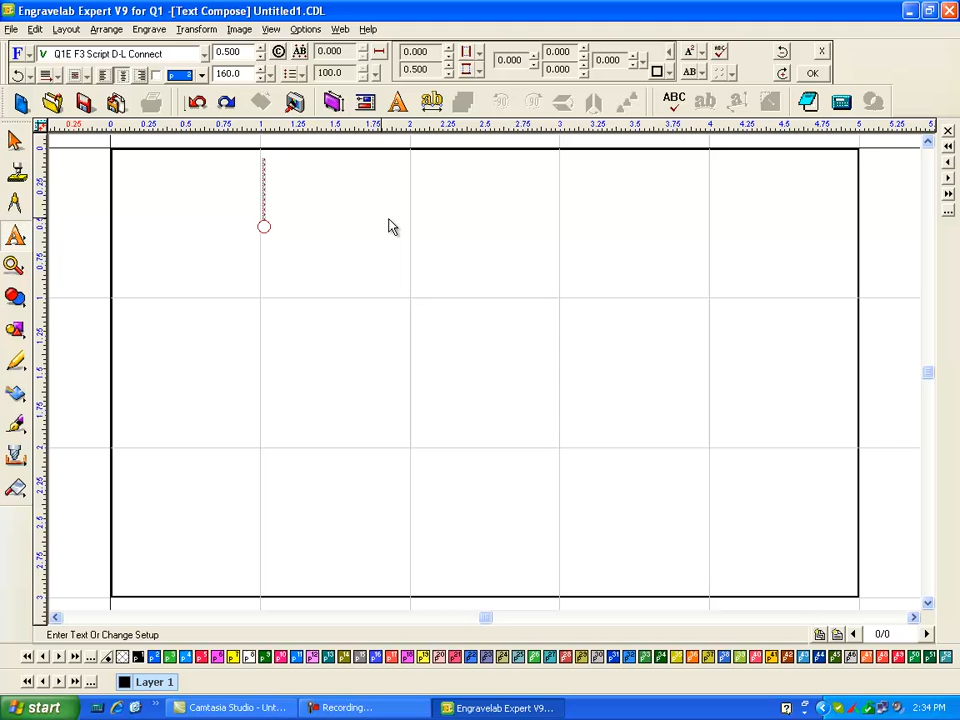 Engravelab Expert V9 for Q1 -[Text Compose] Untitled1.CDL
File Edit Layout Arrange Engrave Transform Image View Options Web Help
F V Q1E F3 Script D-L Connect 0.500 0.000 0.000 0.000 0.000 0.000 X
P 2 160.0 100.0 0.500 0.000 OK
0.25 0 0.25 0.5 0.75 1 1.25 1.5 1.75 2 2.25 2.5 2.75 3 3.25 3.5 3.75 4 4.25 4.5 4.75 5 5.25
Enter Text Or Change Setup 0/0
Layer 1
start Camtasia Studio - Unt... Recording... Engravelab Expert V9... 2:34 PM